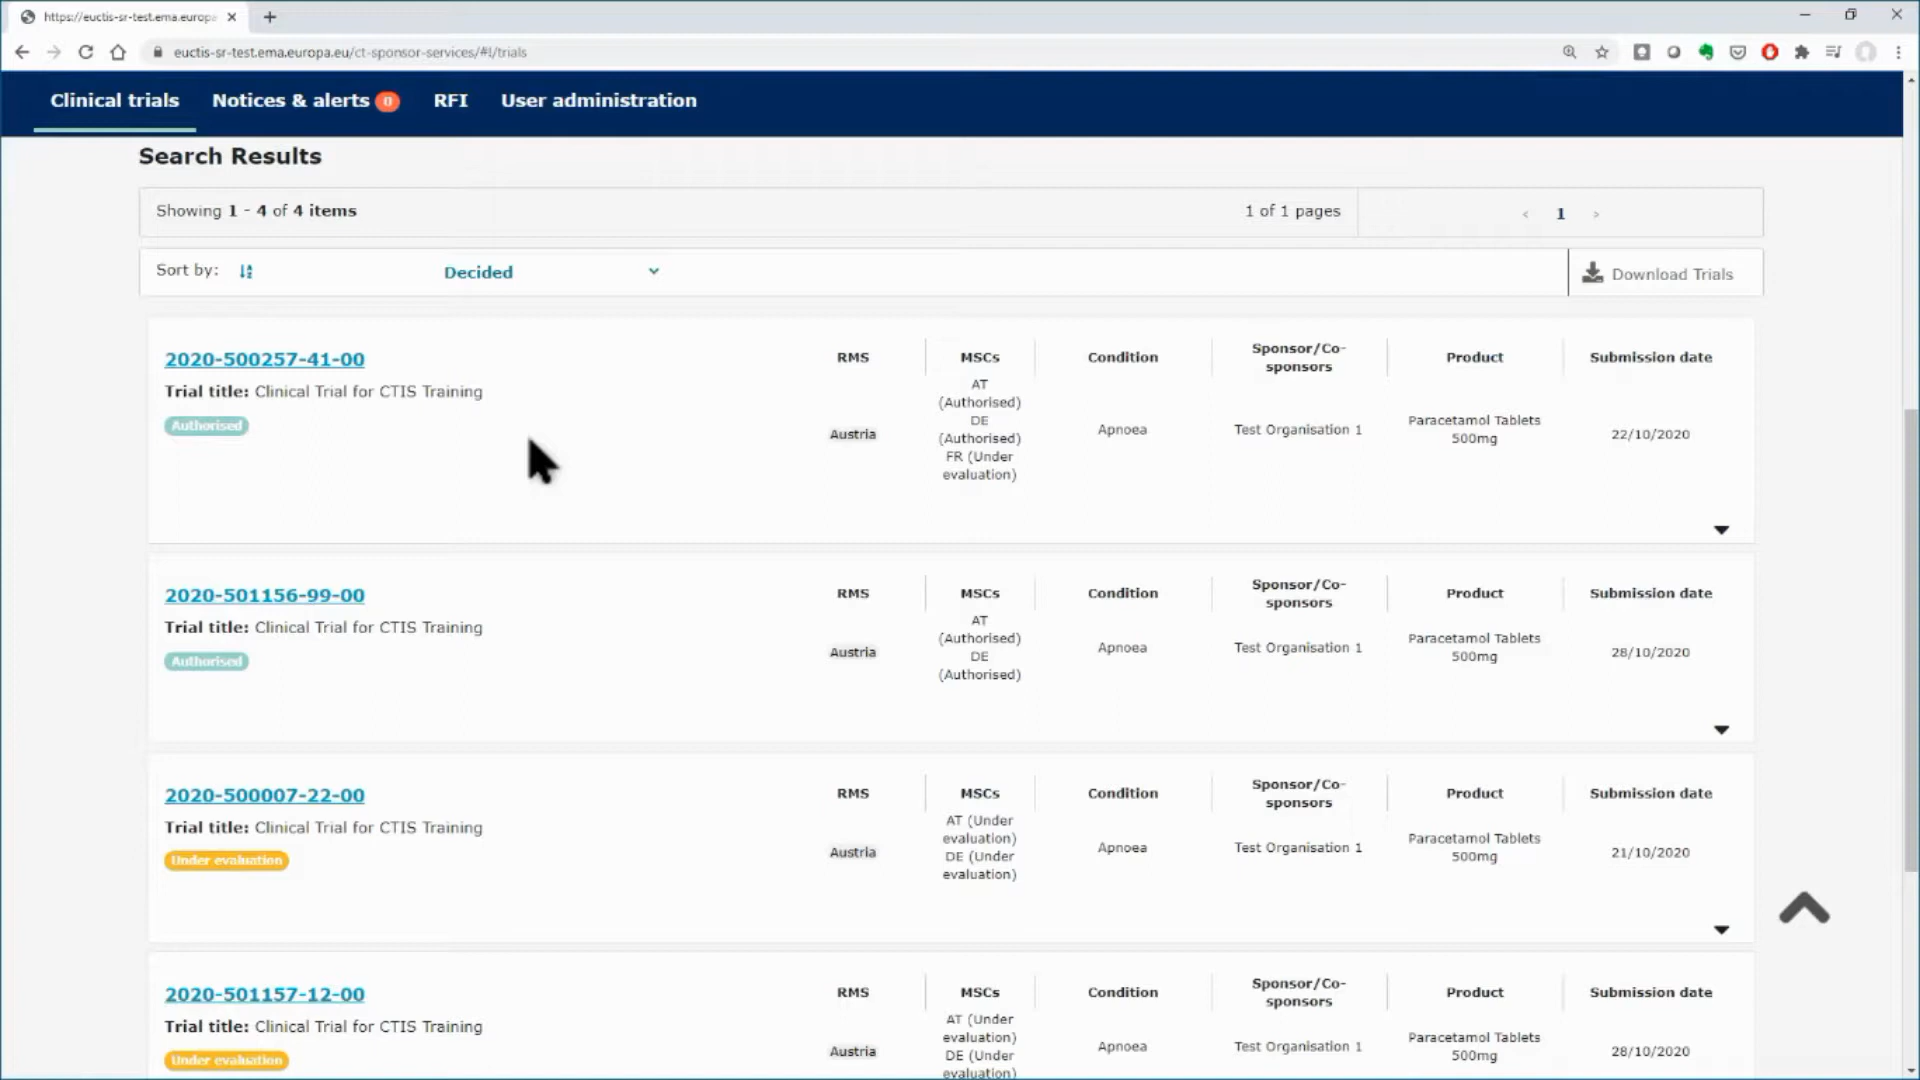 https://euctis-sr-test.ema.europa
euctis-sr-test.ema.europa.eu/ct-sponsor-services/#!/trials
Clinical trials Notices & alerts 0 RFI User administration
Search Results
Showing 1 - 4 of 4 items 1 of 1 pages ‹ 1 ›
Sort by: Decided Download Trials
2020-500257-41-00
Trial title: Clinical Trial for CTIS Training
Authorised
RMS
Austria
MSCs
AT
(Authorised)
DE
(Authorised)
FR (Under
evaluation)
Condition
Apnoea
Sponsor/Co-
sponsors
Test Organisation 1
Product
Paracetamol Tablets
500mg
Submission date
22/10/2020
2020-501156-99-00
Trial title: Clinical Trial for CTIS Training
Authorised
RMS
Austria
MSCs
AT
(Authorised)
DE
(Authorised)
Condition
Apnoea
Sponsor/Co-
sponsors
Test Organisation 1
Product
Paracetamol Tablets
500mg
Submission date
28/10/2020
2020-500007-22-00
Trial title: Clinical Trial for CTIS Training
Under evaluation
RMS
Austria
MSCs
AT (Under
evaluation)
DE (Under
evaluation)
Condition
Apnoea
Sponsor/Co-
sponsors
Test Organisation 1
Product
Paracetamol Tablets
500mg
Submission date
21/10/2020
2020-501157-12-00
Trial title: Clinical Trial for CTIS Training
Under evaluation
RMS
Austria
MSCs
AT (Under
evaluation)
DE (Under
evaluation)
Condition
Apnoea
Sponsor/Co-
sponsors
Test Organisation 1
Product
Paracetamol Tablets
500mg
Submission date
28/10/2020